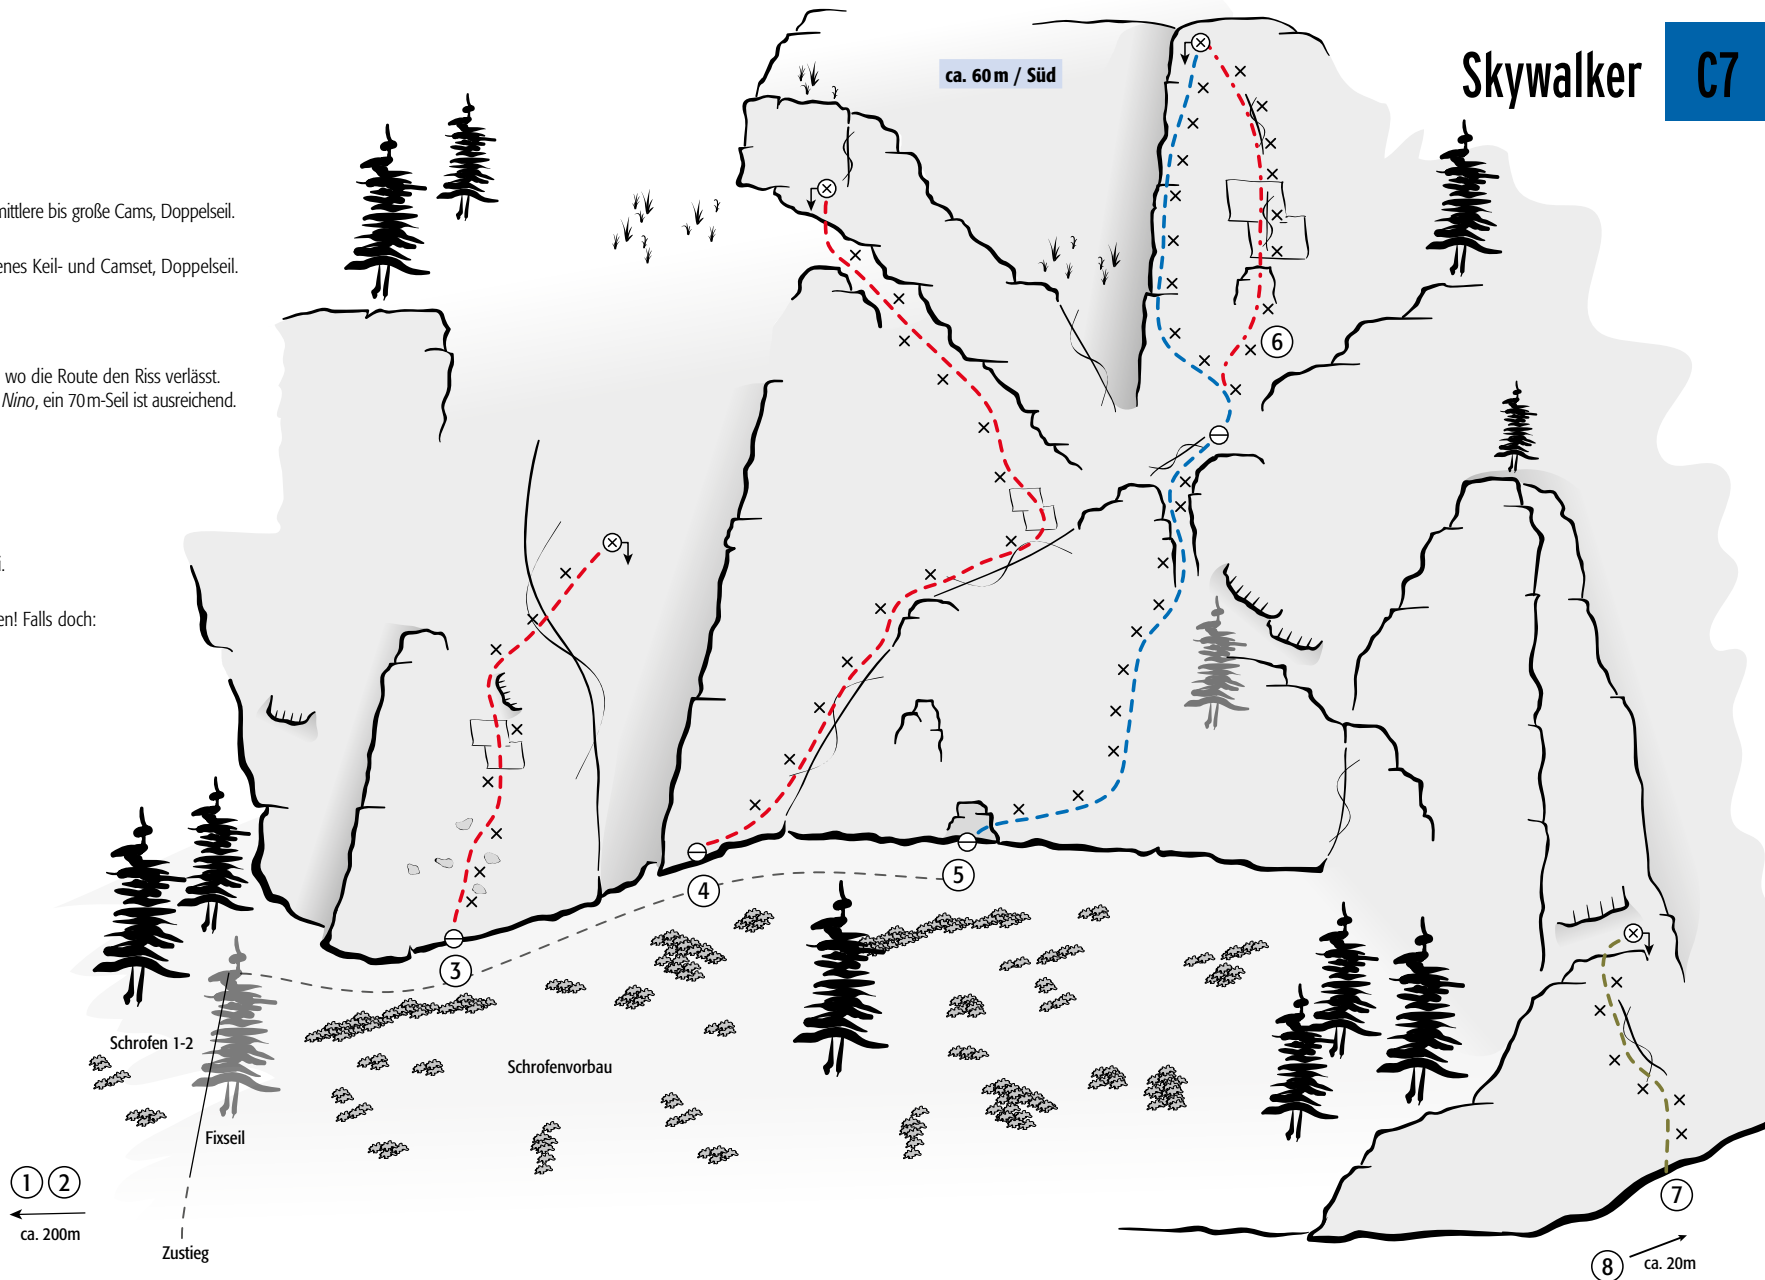 Skywalker C7
ca. 60 m / Süd
mittlere bis große Cams, Doppelseil.
enes Keil- und Camset, Doppelseil.
wo die Route den Riss verlässt.
Nino, ein 70 m-Seil ist ausreichend.
i.
en! Falls doch:
6
5
4
3
Schrofen 1-2
Schrofenvorbau
Fixseil
1 2
ca. 200m
Zustieg
7
8 ca. 20m